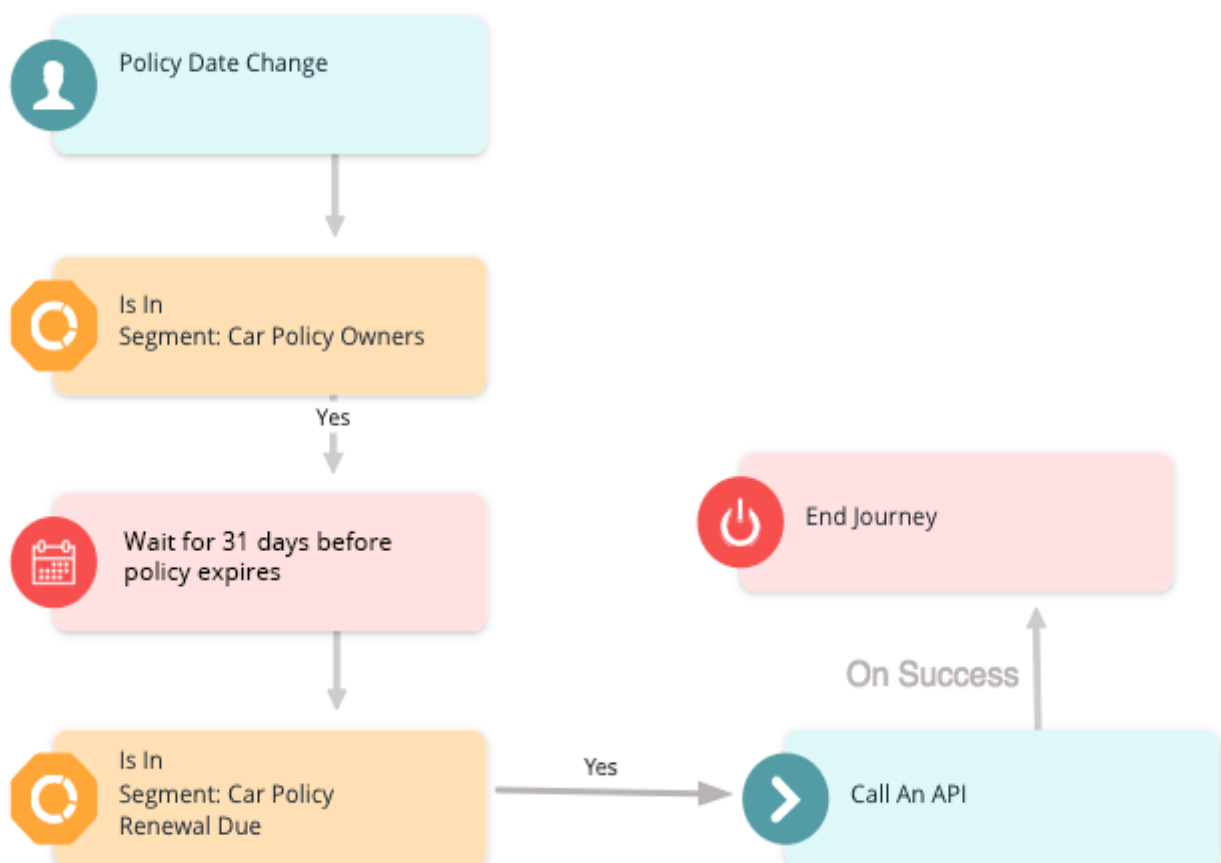 Policy Date Change
Is In
Segment: Car Policy Owners
Yes
Wait for 31 days before
policy expires
Is In
Segment: Car Policy
Renewal Due
Yes
Call An API
On Success
End Journey